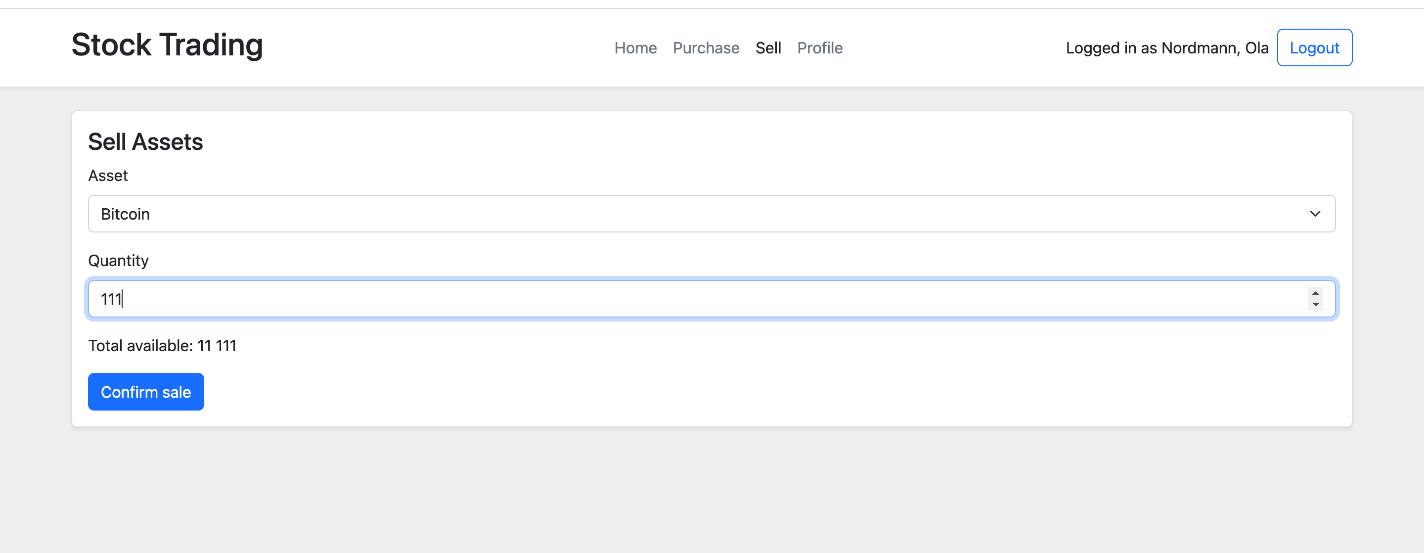 Stock Trading
Home Purchase Sell Profile
Logged in as Nordmann, Ola Logout
Sell Assets
Asset
Bitcoin
Quantity
111
Total available: 11 111
Confirm sale